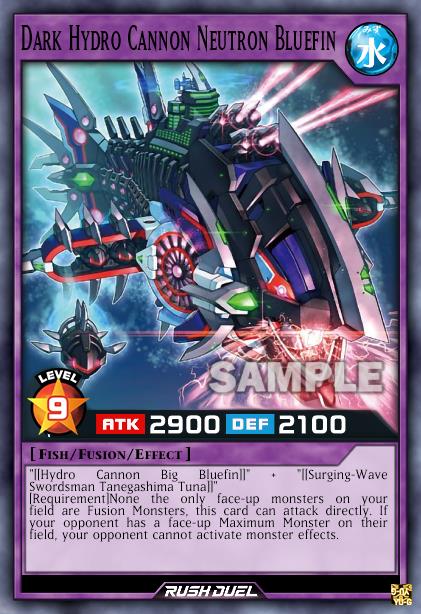 DARK HYDRO CANNON NEUTRON BLUEFIN
みず
水
SAMPLE
LEVEL
9
ATK 2900 DEF 2100
[ FISH/FUSION/EFFECT ]
"[[Hydro Cannon Big Bluefin]]" + "[[Surging-Wave
Swordsman Tanegashima Tuna]]"
[Requirement]None the only face-up monsters on your
field are Fusion Monsters, this card can attack directly. If
your opponent has a face-up Maximum Monster on their
field, your opponent cannot activate monster effects.
RUSH DUEL